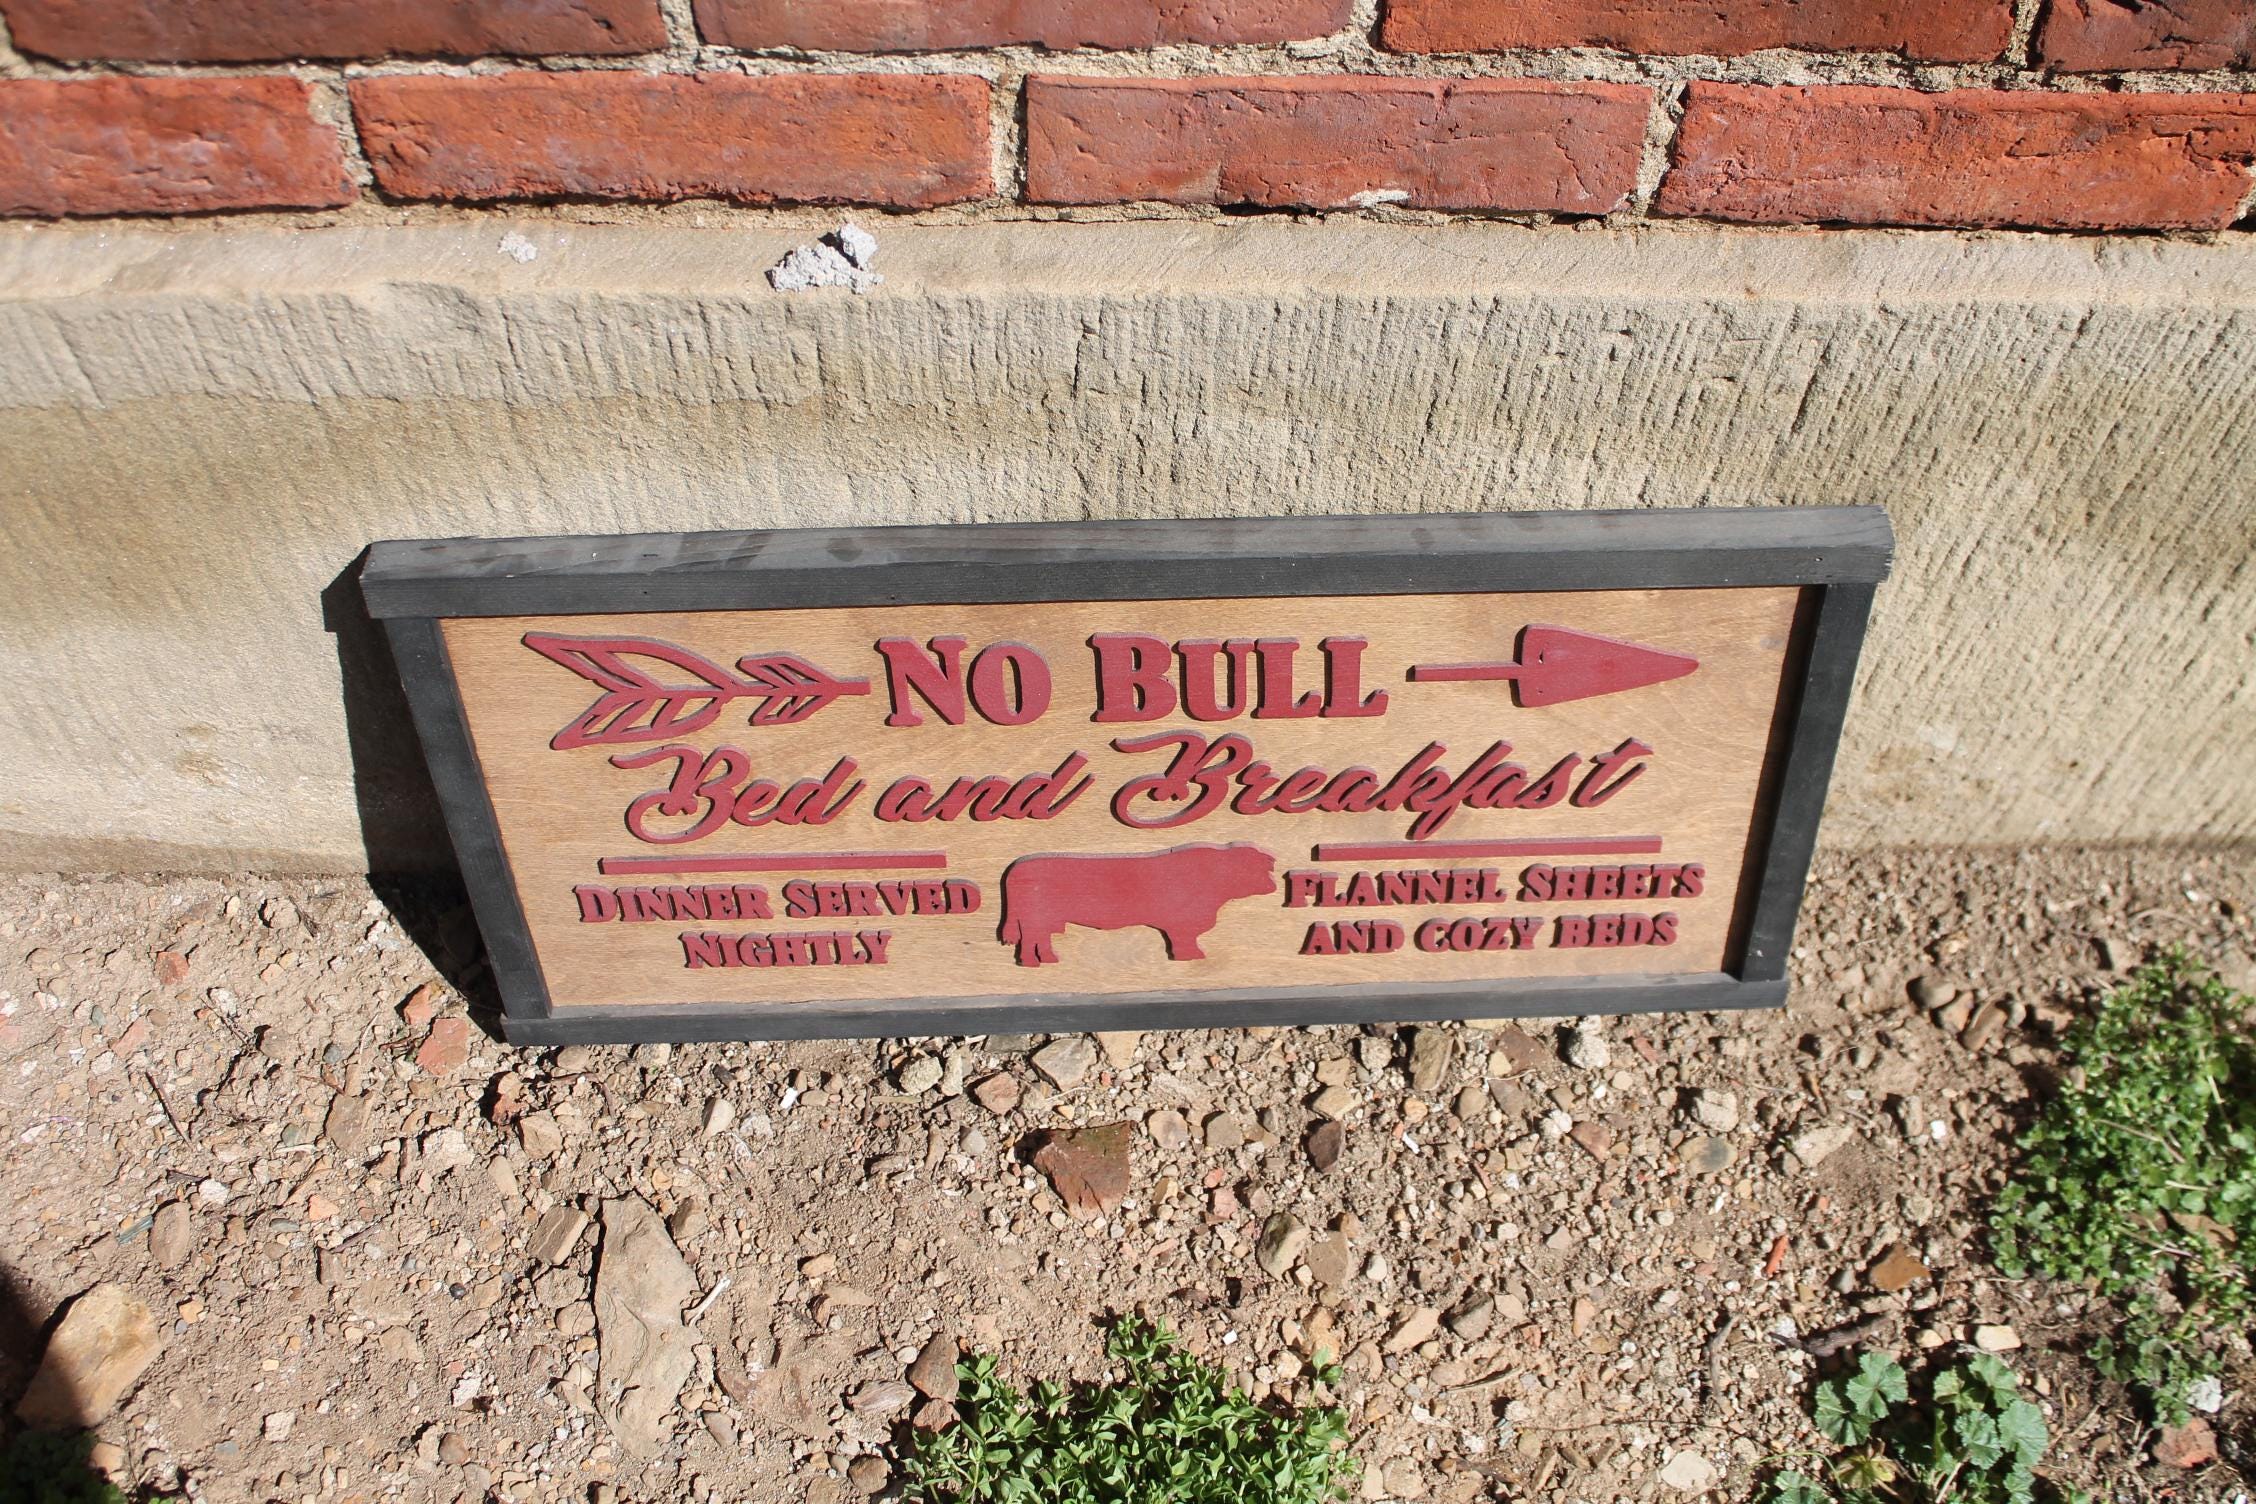 No Bull
Bed and Breakfast
Dinner Served
Nightly
Flannel Sheets
and cozy beds